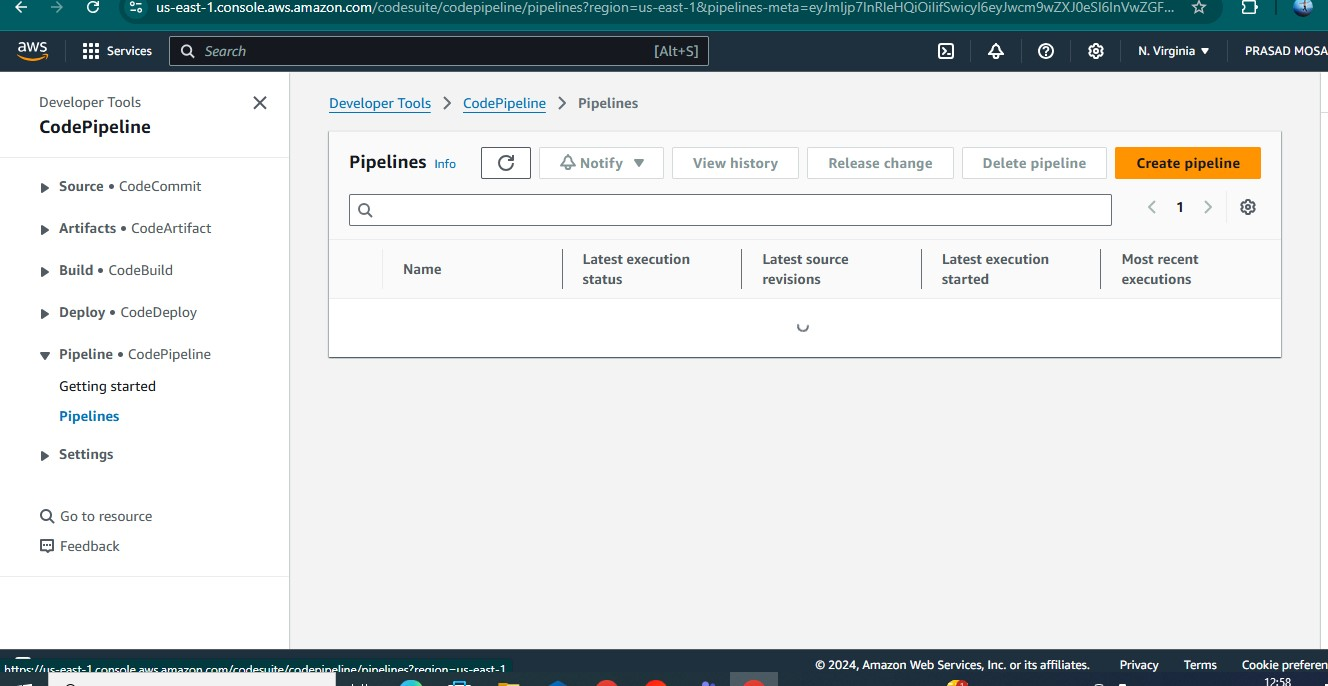 us-east-1.console.aws.amazon.com/codesuite/codepipeline/pipelines?region=us-east-1&pipelines-meta=eyJmIjp7InRleHQiOiIifSwicyI6eyJwcm9wZXJ0eSI6InVwZGF...
aws
Services
Search
[Alt+S]
N. Virginia
PRASAD MOSA
Developer Tools
CodePipeline
Source • CodeCommit
Artifacts • CodeArtifact
Build • CodeBuild
Deploy • CodeDeploy
Pipeline • CodePipeline
Getting started
Pipelines
Settings
Go to resource
Feedback
Developer Tools > CodePipeline > Pipelines
Pipelines Info
Notify
View history
Release change
Delete pipeline
Create pipeline
1
Name
Latest execution status
Latest source revisions
Latest execution started
Most recent executions
https://us-east-1.console.aws.amazon.com/codesuite/codepipeline/pipelines?region=us-east-1
© 2024, Amazon Web Services, Inc. or its affiliates.
Privacy
Terms
Cookie preferen
12:58